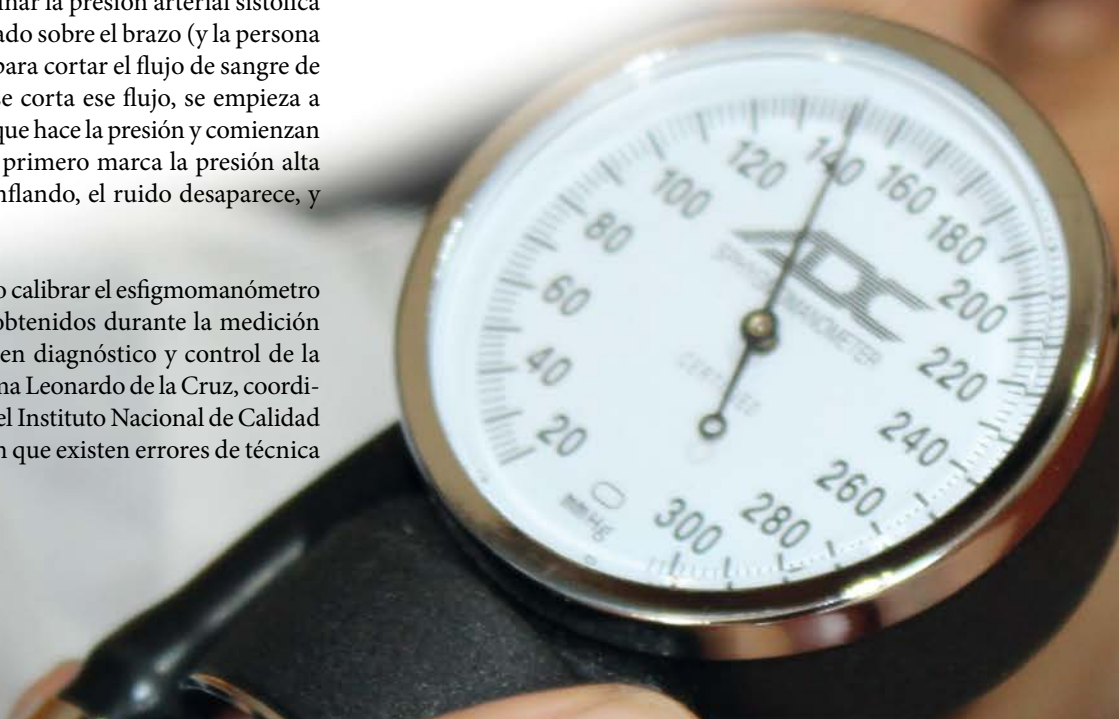 nar la presión arterial sistólica
ado sobre el brazo (y la persona
para cortar el flujo de sangre de
e corta ese flujo, se empieza a
que hace la presión y comienzan
primero marca la presión alta
nflando, el ruido desaparece, y
o calibrar el esfigmomanómetro
obtenidos durante la medición
en diagnóstico y control de la
ma Leonardo de la Cruz, coordi-
el Instituto Nacional de Calidad
n que existen errores de técnica
20
40
60
80
100
120
140
160
180
200
220
240
260
280
300
ADC
SPHYGMOMANOMETER
CERTIFIED
mmHg